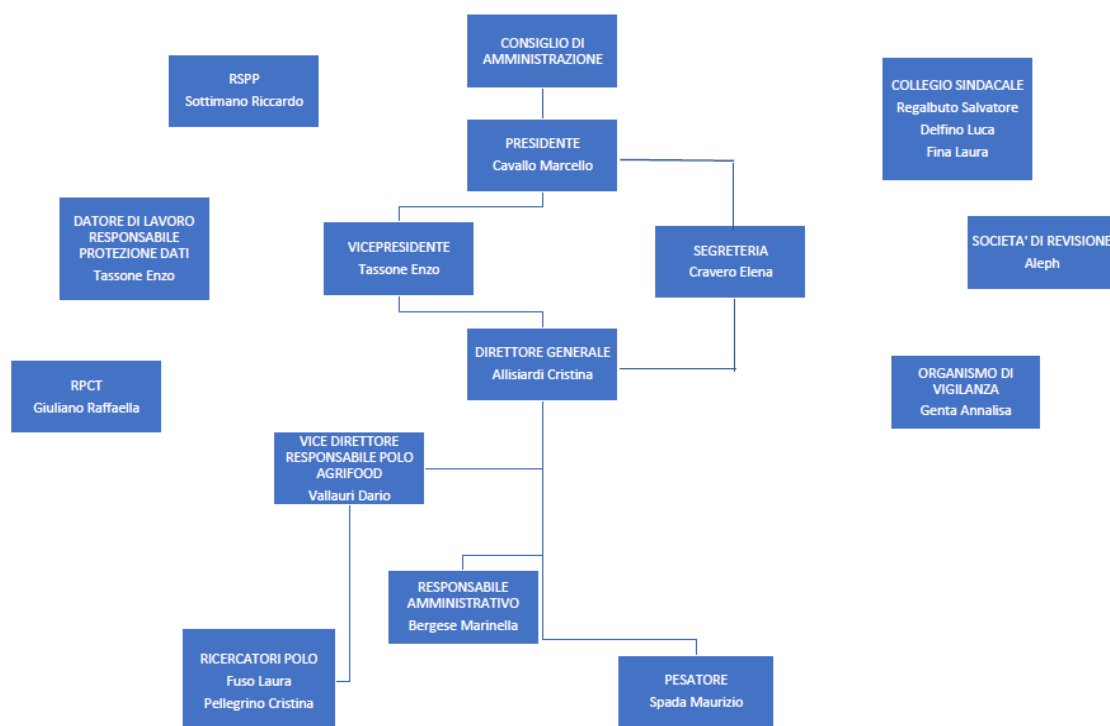 CONSIGLIO DI
AMMINISTRAZIONE
RSPP
Sottimano Riccardo
COLLEGIO SINDACALE
Regalbuto Salvatore
Delfino Luca
Fina Laura
PRESIDENTE
Cavallo Marcello
DATORE DI LAVORO
RESPONSABILE
PROTEZIONE DATI
Tassone Enzo
VICEPRESIDENTE
Tassone Enzo
SEGRETERIA
Cravero Elena
SOCIETA' DI REVISIONE
Aleph
DIRETTORE GENERALE
Allisiardi Cristina
RPCT
Giuliano Raffaella
ORGANISMO DI
VIGILANZA
Genta Annalisa
VICE DIRETTORE
RESPONSABILE POLO
AGRIFOOD
Vallauri Dario
RESPONSABILE
AMMINISTRATIVO
Bergese Marinella
RICERCATORI POLO
Fuso Laura
Pellegrino Cristina
PESATORE
Spada Maurizio